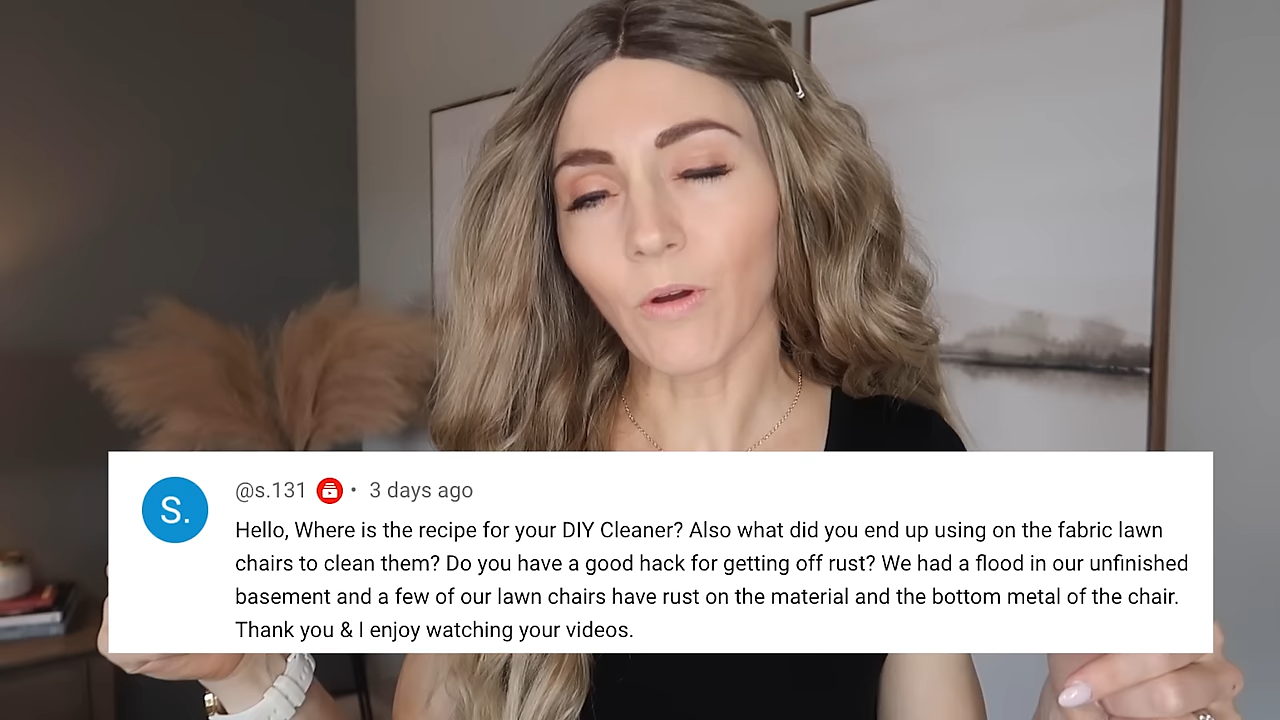 S.
@s.131 • 3 days ago
Hello, Where is the recipe for your DIY Cleaner? Also what did you end up using on the fabric lawn
chairs to clean them? Do you have a good hack for getting off rust? We had a flood in our unfinished
basement and a few of our lawn chairs have rust on the material and the bottom metal of the chair.
Thank you & I enjoy watching your videos.